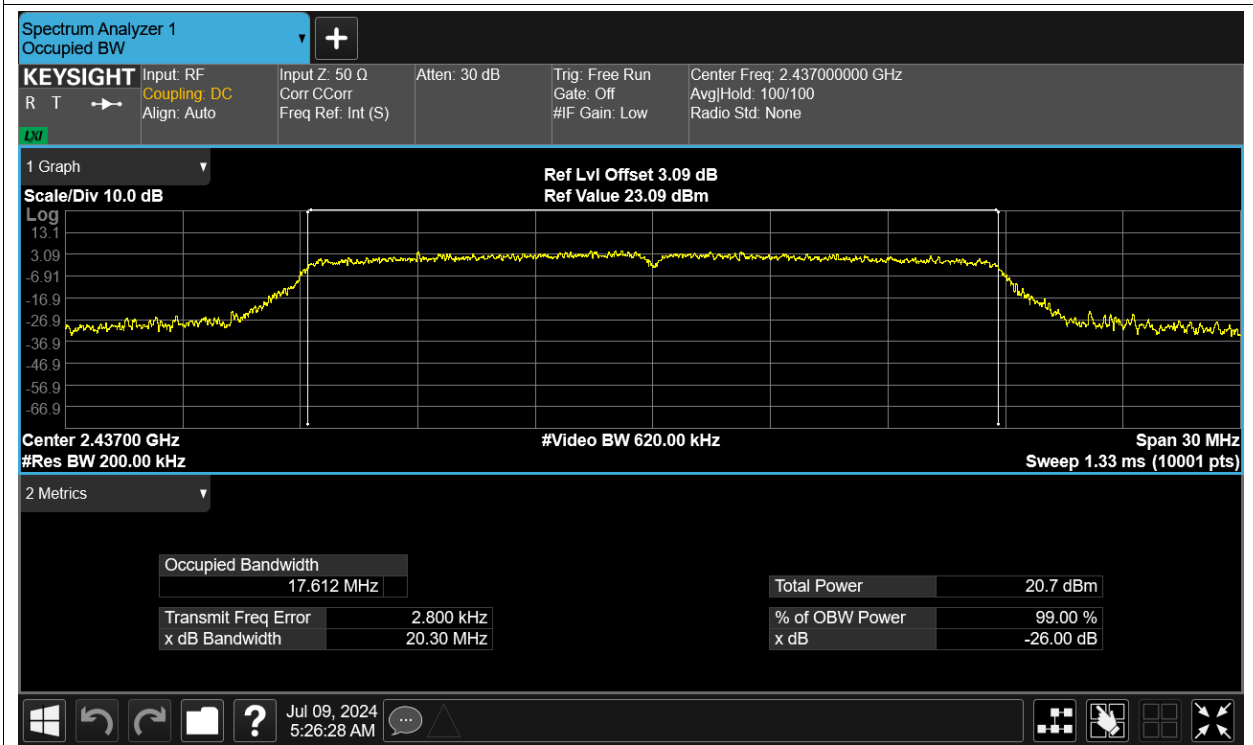 Spectrum Analyzer 1
Occupied BW
KEYSIGHT
R T
LXI
Input: RF
Coupling: DC
Align: Auto
Input Z: 50 Ω
Corr CCorr
Freq Ref: Int (S)
Atten: 30 dB
Trig: Free Run
Gate: Off
#IF Gain: Low
Center Freq: 2.437000000 GHz
Avg|Hold: 100/100
Radio Std: None
1 Graph
Scale/Div 10.0 dB
Ref Lvl Offset 3.09 dB
Ref Value 23.09 dBm
Log
13.1
3.09
-6.91
-16.9
-26.9
-36.9
-46.9
-56.9
-66.9
Center 2.43700 GHz
#Res BW 200.00 kHz
#Video BW 620.00 kHz
Span 30 MHz
Sweep 1.33 ms (10001 pts)
2 Metrics
Occupied Bandwidth
17.612 MHz
Transmit Freq Error 2.800 kHz
x dB Bandwidth 20.30 MHz
Total Power 20.7 dBm
% of OBW Power 99.00 %
x dB -26.00 dB
?
Jul 09, 2024
5:26:28 AM